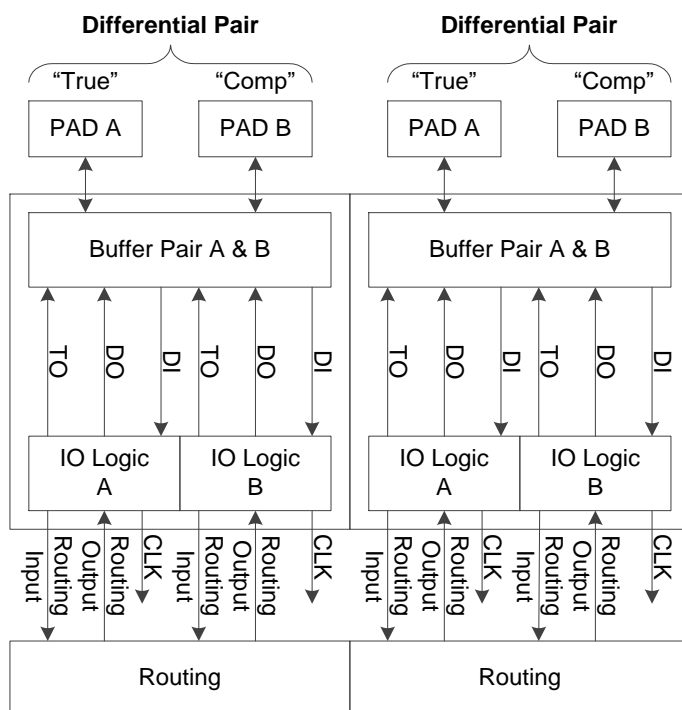 Differential Pair
Differential Pair
“True”
“Comp”
“True”
“Comp”
PAD A
PAD B
PAD A
PAD B
Buffer Pair A & B
Buffer Pair A & B
TO
DO
DI
TO
DO
DI
TO
DO
DI
TO
DO
DI
IO Logic
A
IO Logic
B
IO Logic
A
IO Logic
B
Routing
Input
Routing
Output
CLK
Routing
Input
Routing
Output
CLK
Routing
Input
Routing
Output
CLK
Routing
Input
Routing
Output
CLK
Routing
Routing